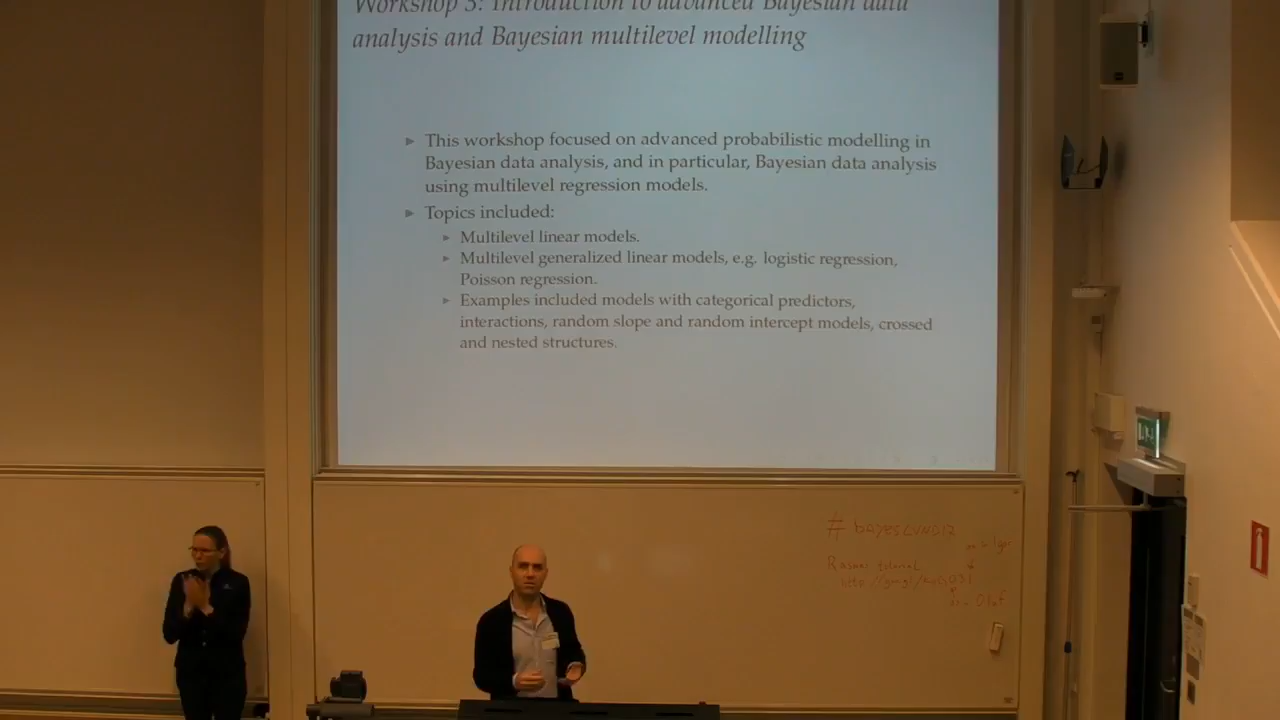 Workshop 3: Introduction to advanced Bayesian data
analysis and Bayesian multilevel modelling
This workshop focused on advanced probabilistic modelling in
Bayesian data analysis, and in particular, Bayesian data analysis
using multilevel regression models.
Topics included:
Multilevel linear models.
Multilevel generalized linear models, e.g. logistic regression,
Poisson regression.
Examples included models with categorical predictors,
interactions, random slope and random intercept models, crossed
and nested structures.
# bayesLUND17